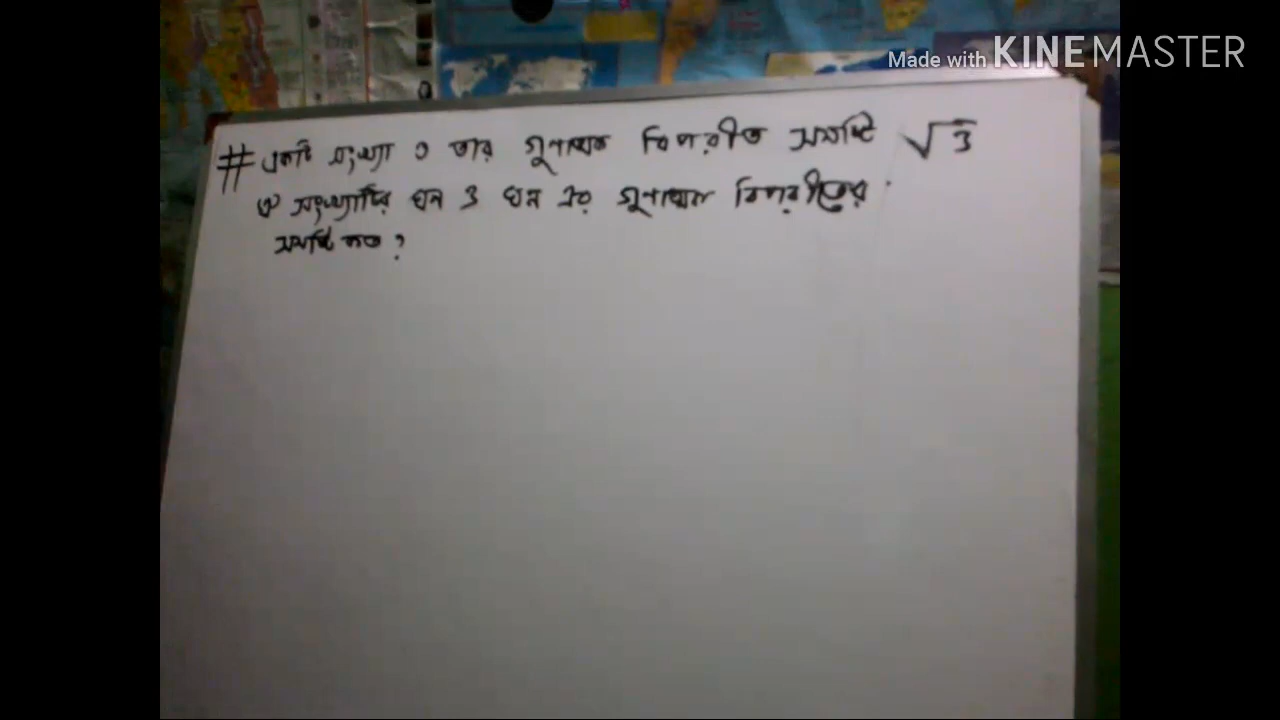 Made with KINEMASTER
# একটি সংখ্যা ও তার গুণাত্মক বিপরীত সমষ্টি √3
ঐ সংখ্যাটির ঘন ও ঘন এর গুণাত্মক বিপরীতের
সমষ্টি কত ?